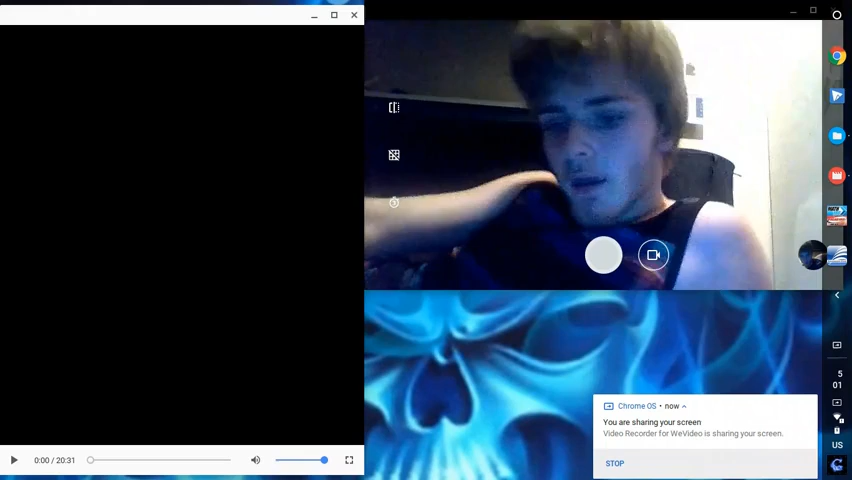 0:00 / 20:31
Chrome OS • now
You are sharing your screen
Video Recorder for WeVideo is sharing your screen.
STOP
5
01
US